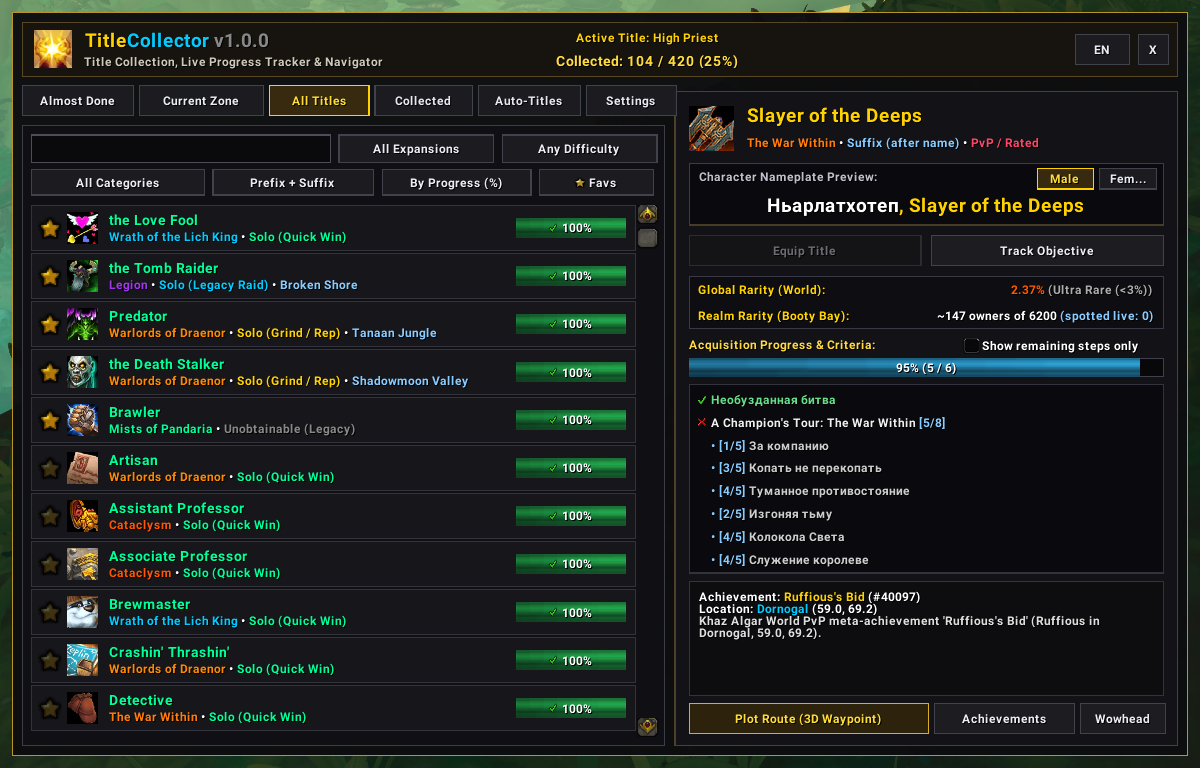 TitleCollector v1.0.0
Title Collection, Live Progress Tracker & Navigator
Active Title: High Priest
Collected: 104 / 420 (25%)
EN
X
Almost Done
Current Zone
All Titles
Collected
Auto-Titles
Settings
All Expansions
Any Difficulty
All Categories
Prefix + Suffix
By Progress (%)
Favs
the Love Fool
Wrath of the Lich King • Solo (Quick Win)
100%
the Tomb Raider
Legion • Solo (Legacy Raid) • Broken Shore
100%
Predator
Warlords of Draenor • Solo (Grind / Rep) • Tanaan Jungle
100%
the Death Stalker
Warlords of Draenor • Solo (Grind / Rep) • Shadowmoon Valley
100%
Brawler
Mists of Pandaria • Unobtainable (Legacy)
100%
Artisan
Warlords of Draenor • Solo (Quick Win)
100%
Assistant Professor
Cataclysm • Solo (Quick Win)
100%
Associate Professor
Cataclysm • Solo (Quick Win)
100%
Brewmaster
Wrath of the Lich King • Solo (Quick Win)
100%
Crashin' Thrashin'
Warlords of Draenor • Solo (Quick Win)
100%
Detective
The War Within • Solo (Quick Win)
100%
Slayer of the Deeps
The War Within • Suffix (after name) • PvP / Rated
Character Nameplate Preview:
Male
Fem...
Ньарлатхотеп, Slayer of the Deeps
Equip Title
Track Objective
Global Rarity (World):
2.37% (Ultra Rare (<3%))
Realm Rarity (Booty Bay):
~147 owners of 6200 (spotted live: 0)
Acquisition Progress & Criteria:
Show remaining steps only
95% (5 / 6)
Необузданная битва
A Champion's Tour: The War Within [5/8]
• [1/5] За компанию
• [3/5] Копать не перекопать
• [4/5] Туманное противостояние
• [2/5] Изгоняя тьму
• [4/5] Колокола Света
• [4/5] Служение королеве
Achievement: Ruffious's Bid (#40097)
Location: Dornogal (59.0, 69.2)
Khaz Algar World PvP meta-achievement 'Ruffious's Bid' (Ruffious in
Dornogal, 59.0, 69.2).
Plot Route (3D Waypoint)
Achievements
Wowhead